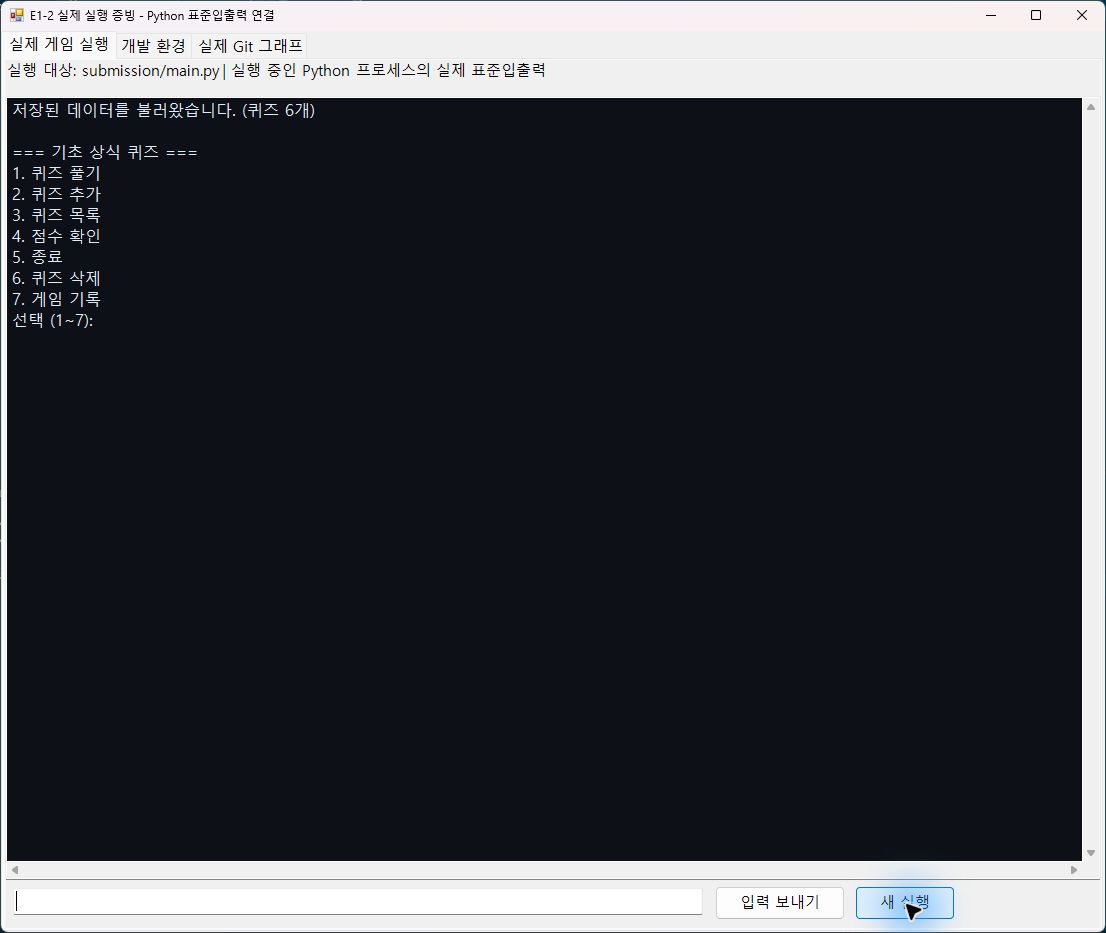 E1-2 실제 실행 증빙 - Python 표준입출력 연결
실제 게임 실행 개발 환경 실제 Git 그래프
실행 대상: submission/main.py | 실행 중인 Python 프로세스의 실제 표준입출력
저장된 데이터를 불러왔습니다. (퀴즈 6개)
=== 기초 상식 퀴즈 ===
1. 퀴즈 풀기
2. 퀴즈 추가
3. 퀴즈 목록
4. 점수 확인
5. 종료
6. 퀴즈 삭제
7. 게임 기록
선택 (1~7):
입력 보내기 새 실행